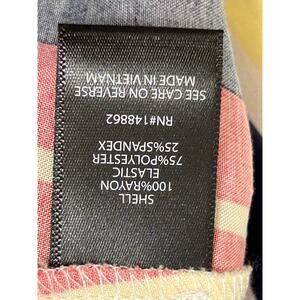 SHELL
100%RAYON
ELASTIC
75%POLYESTER
25%SPANDEX
RN#148862
SEE CARE ON REVERSE
MADE IN VIETNAM